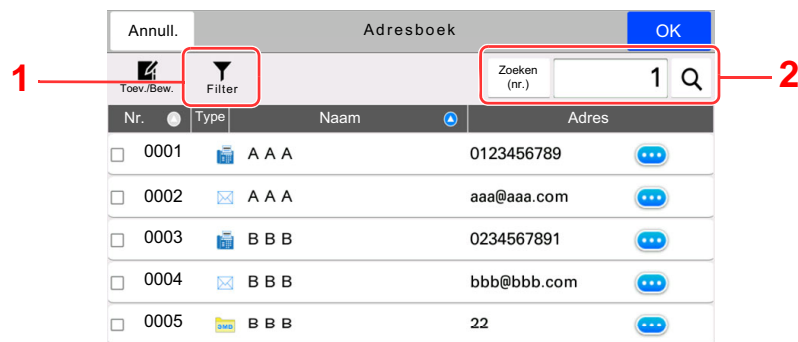 Annull. Adresboek OK
1 Toev./Bew. Filter Zoeken (nr.) 1 2
Nr. Type Naam Adres
0001 A A A 0123456789
0002 A A A aaa@aaa.com
0003 B B B 0234567891
0004 B B B bbb@bbb.com
0005 SMB B B B 22